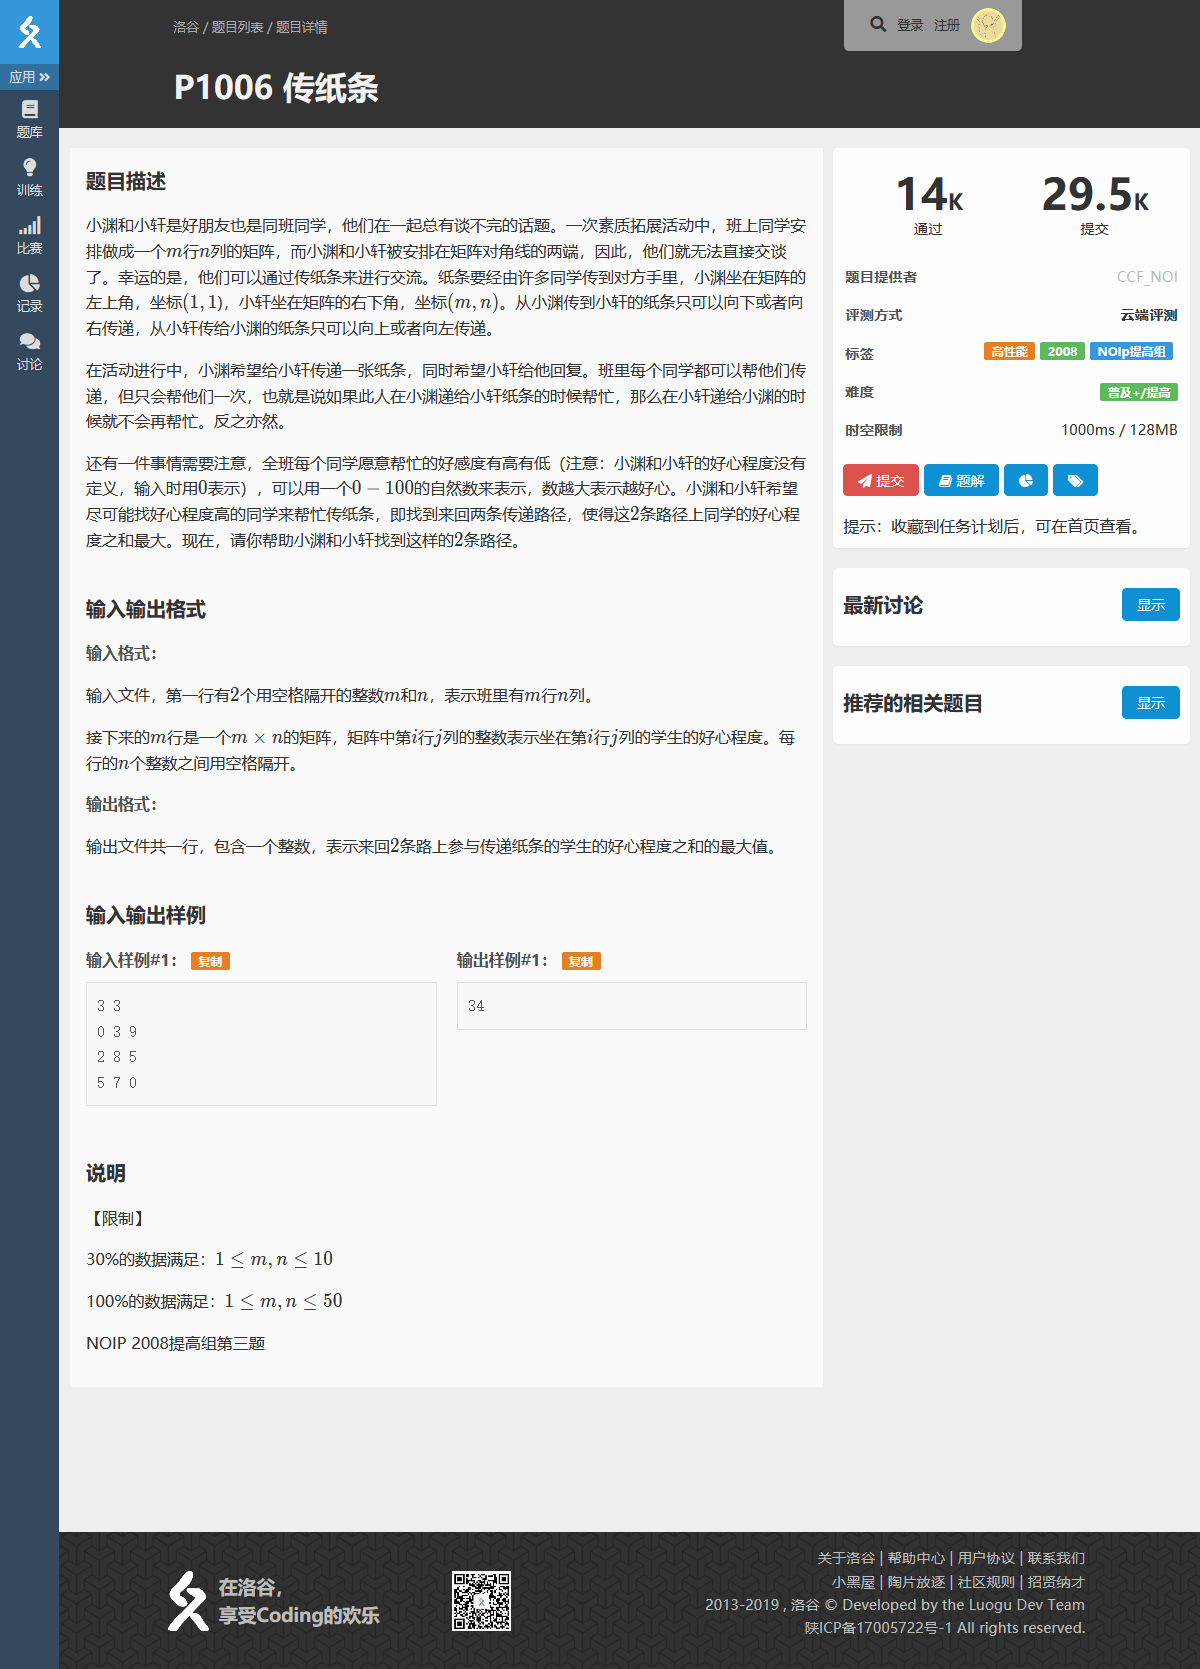 洛谷 / 题目列表 / 题目详情
登录 注册
P1006 传纸条
应用
题库
训练
比赛
记录
讨论
题目描述
小渊和小轩是好朋友也是同班同学，他们在一起总有谈不完的话题。一次素质拓展活动中，班上同学安
排做成一个m行n列的矩阵，而小渊和小轩被安排在矩阵对角线的两端，因此，他们就无法直接交谈
了。幸运的是，他们可以通过传纸条来进行交流。纸条要经由许多同学传到对方手里，小渊坐在矩阵的
左上角，坐标(1,1)，小轩坐在矩阵的右下角，坐标(m,n)。从小渊传到小轩的纸条只可以向下或者向
右传递，从小轩传给小渊的纸条只可以向上或者向左传递。
在活动进行中，小渊希望给小轩传递一张纸条，同时希望小轩给他回复。班里每个同学都可以帮他们传
递，但只会帮他们一次，也就是说如果此人在小渊递给小轩纸条的时候帮忙，那么在小轩递给小渊的时
候就不会再帮忙。反之亦然。
还有一件事情需要注意，全班每个同学愿意帮忙的好感度有高有低（注意：小渊和小轩的好心程度没有
定义，输入时用0表示），可以用一个0 − 100的自然数来表示，数越大表示越好心。小渊和小轩希望
尽可能找好心程度高的同学来帮忙传纸条，即找到来回两条传递路径，使得这2条路径上同学的好心程
度之和最大。现在，请你帮助小渊和小轩找到这样的2条路径。
输入输出格式
输入格式：
输入文件，第一行有2个用空格隔开的整数m和n，表示班里有m行n列。
接下来的m行是一个m × n的矩阵，矩阵中第i行j列的整数表示坐在第i行j列的学生的好心程度。每
行的n个整数之间用空格隔开。
输出格式：
输出文件共一行，包含一个整数，表示来回2条路上参与传递纸条的学生的好心程度之和的最大值。
输入输出样例
输入样例#1： 复制
3 3
0 3 9
2 8 5
5 7 0
输出样例#1： 复制
34
说明
【限制】
30%的数据满足：1 ≤ m, n ≤ 10
100%的数据满足：1 ≤ m, n ≤ 50
NOIP 2008提高组第三题
14K 29.5K
通过 提交
题目提供者 CCF_NOI
评测方式 云端评测
标签 高性能 2008 NOIp提高组
难度 普及+/提高
时空限制 1000ms / 128MB
提交 题解
提示：收藏到任务计划后，可在首页查看。
最新讨论 显示
推荐的相关题目 显示
在洛谷，
享受Coding的欢乐
关于洛谷 | 帮助中心 | 用户协议 | 联系我们
小黑屋 | 陶片放逐 | 社区规则 | 招贤纳才
2013-2019 , 洛谷 © Developed by the Luogu Dev Team
陕ICP备17005722号-1 All rights reserved.